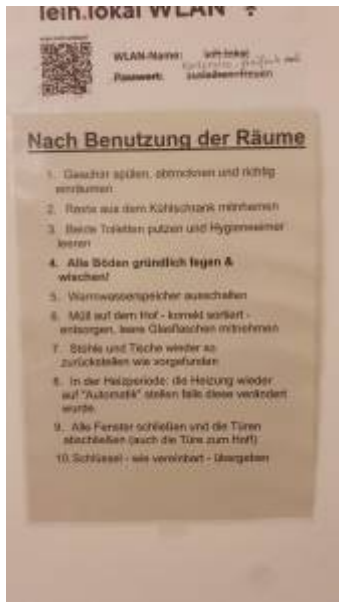 leih.lokal WLAN
WLAN-Name: leih.lokal
Passwort: ausleihenerfreuen
Nach Benutzung der Räume
1. Geschirr spülen, abtrocknen und richtig
einräumen
2. Reste aus dem Kühlschrank mitnehmen
3. Beide Toiletten putzen und Hygieneeimer
leeren
4. Alle Böden gründlich fegen &
wischen!
5. Warmwasserspeicher ausschalten
6. Müll auf dem Hof - korrekt sortiert -
entsorgen, leere Glasflaschen mitnehmen
7. Stühle und Tische wieder so
zurückstellen wie vorgefunden
8. In der Heizperiode: die Heizung wieder
auf "Automatik" stellen falls diese verändert
wurde.
9. Alle Fenster schließen und die Türen
abschließen (auch die Türe zum Hof!)
10. Schlüssel - wie vereinbart - übergeben